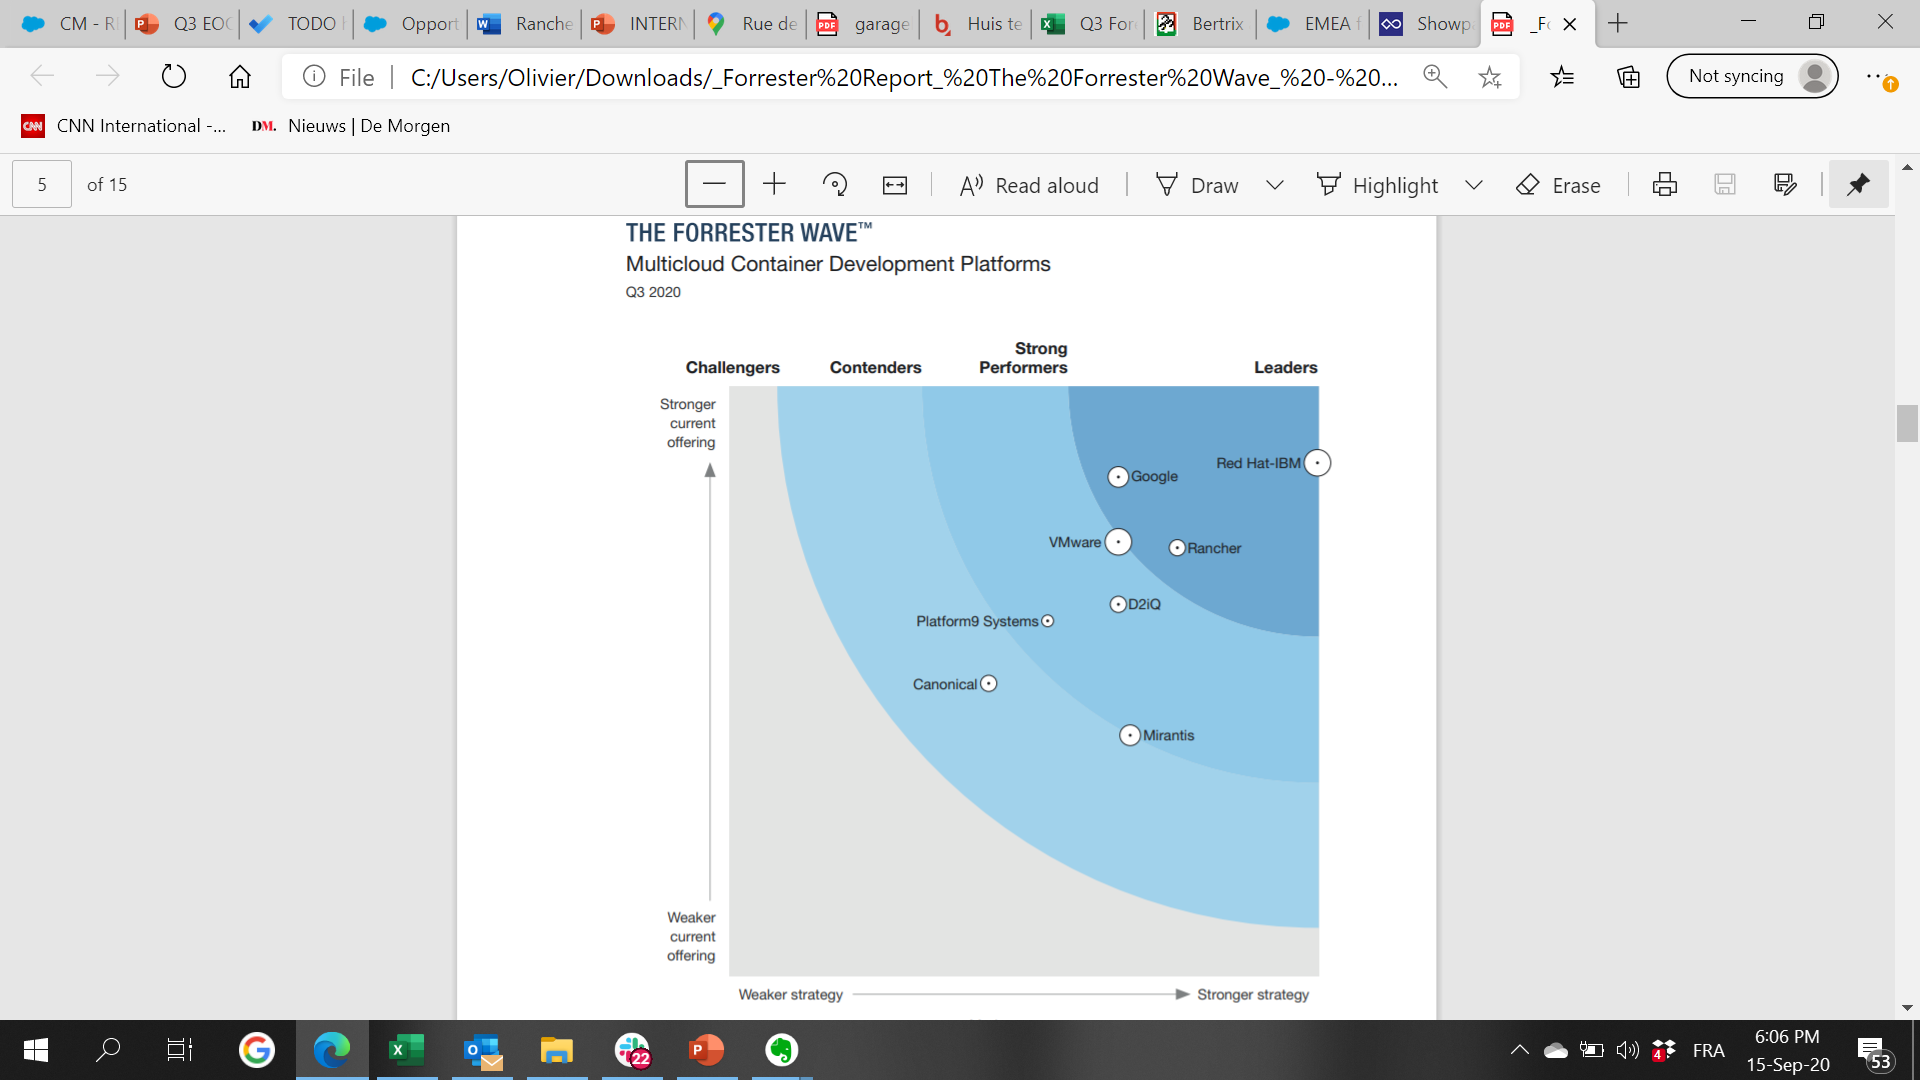 CM - R
Q3 EOC
TODO
Opport
Ranche
INTERN
Rue de
garage
Huis te
Q3 For
Bertrix
EMEA f
Showp
_F
File
C:/Users/Olivier/Downloads/_Forrester%20Report_%20The%20Forrester%20Wave_%20-%20...
Not syncing
CNN
CNN International -...
DM.
Nieuws | De Morgen
5
of 15
Read aloud
Draw
Highlight
Erase
THE FORRESTER WAVE™
Multicloud Container Development Platforms
Q3 2020
Challengers
Contenders
Strong
Performers
Leaders
Stronger
current
offering
Google
Red Hat-IBM
VMware
Rancher
D2iQ
Platform9 Systems
Canonical
Mirantis
Weaker
current
offering
Weaker strategy
Stronger strategy
22
4
FRA
6:06 PM
15-Sep-20
53